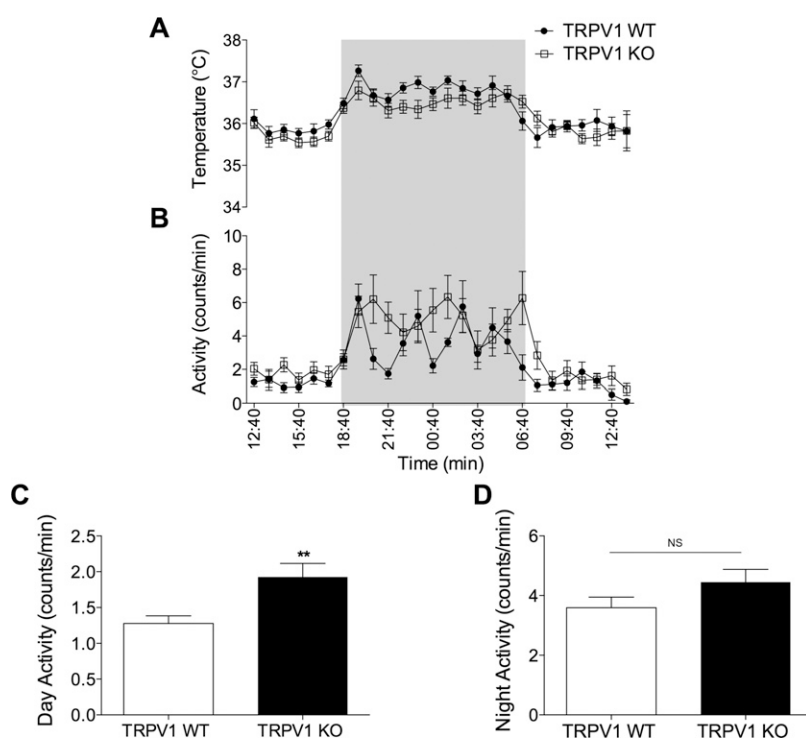 A
TRPV1 WT
TRPV1 KO
Temperature (°C)
38
37
36
35
34
B
Activity (counts/min)
10
8
6
4
2
0
12:40
15:40
18:40
21:40
00:40
03:40
06:40
09:40
12:40
Time (min)
C
Day Activity (counts/min)
2.5
2.0
1.5
1.0
0.5
0.0
**
TRPV1 WT
TRPV1 KO
D
Night Activity (counts/min)
6
4
2
0
NS
TRPV1 WT
TRPV1 KO